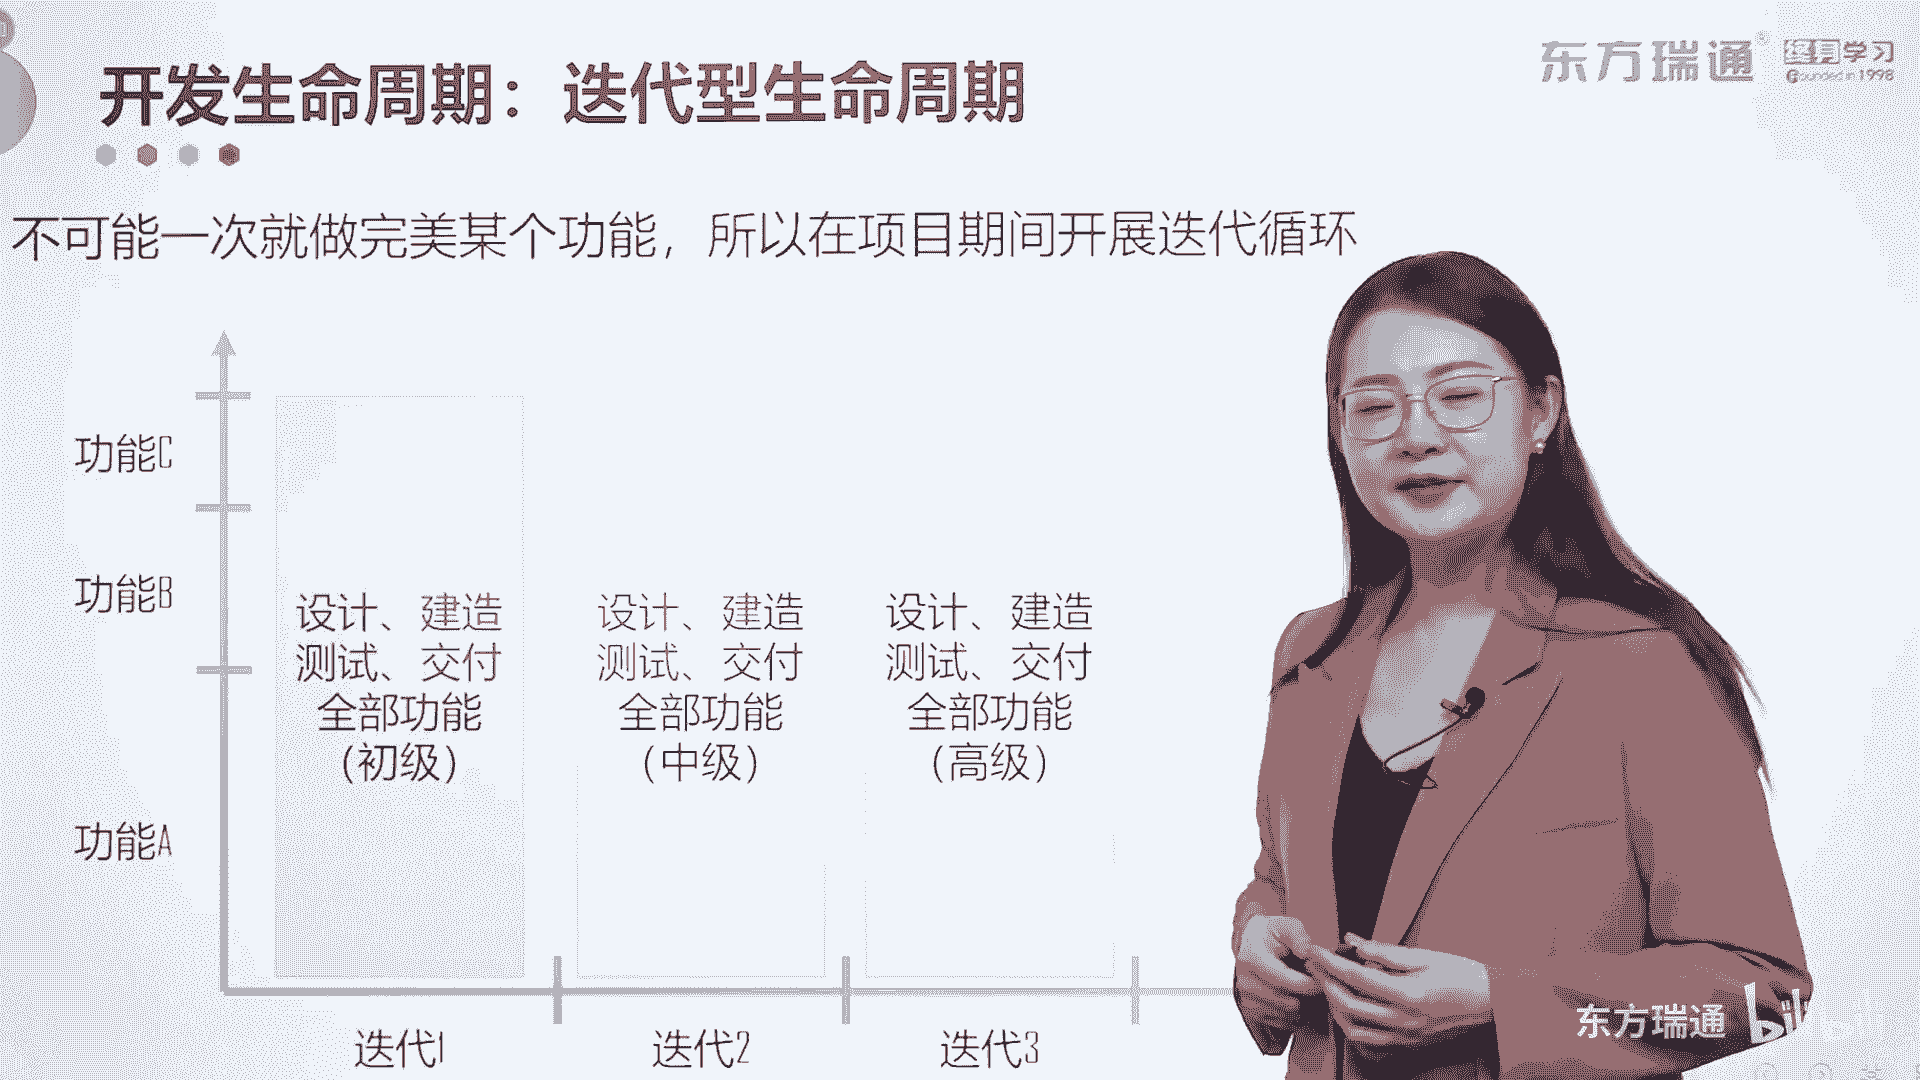 东方瑞通®
终身学习
Founded in 1998
开发生命周期：迭代型生命周期
不可能一次就做完美某个功能，所以在项目期间开展迭代循环
功能C
功能B
功能A
设计、建造
测试、交付
全部功能
（初级）
设计、建造
测试、交付
全部功能
（中级）
设计、建造
测试、交付
全部功能
（高级）
迭代1
迭代2
迭代3
东方瑞通